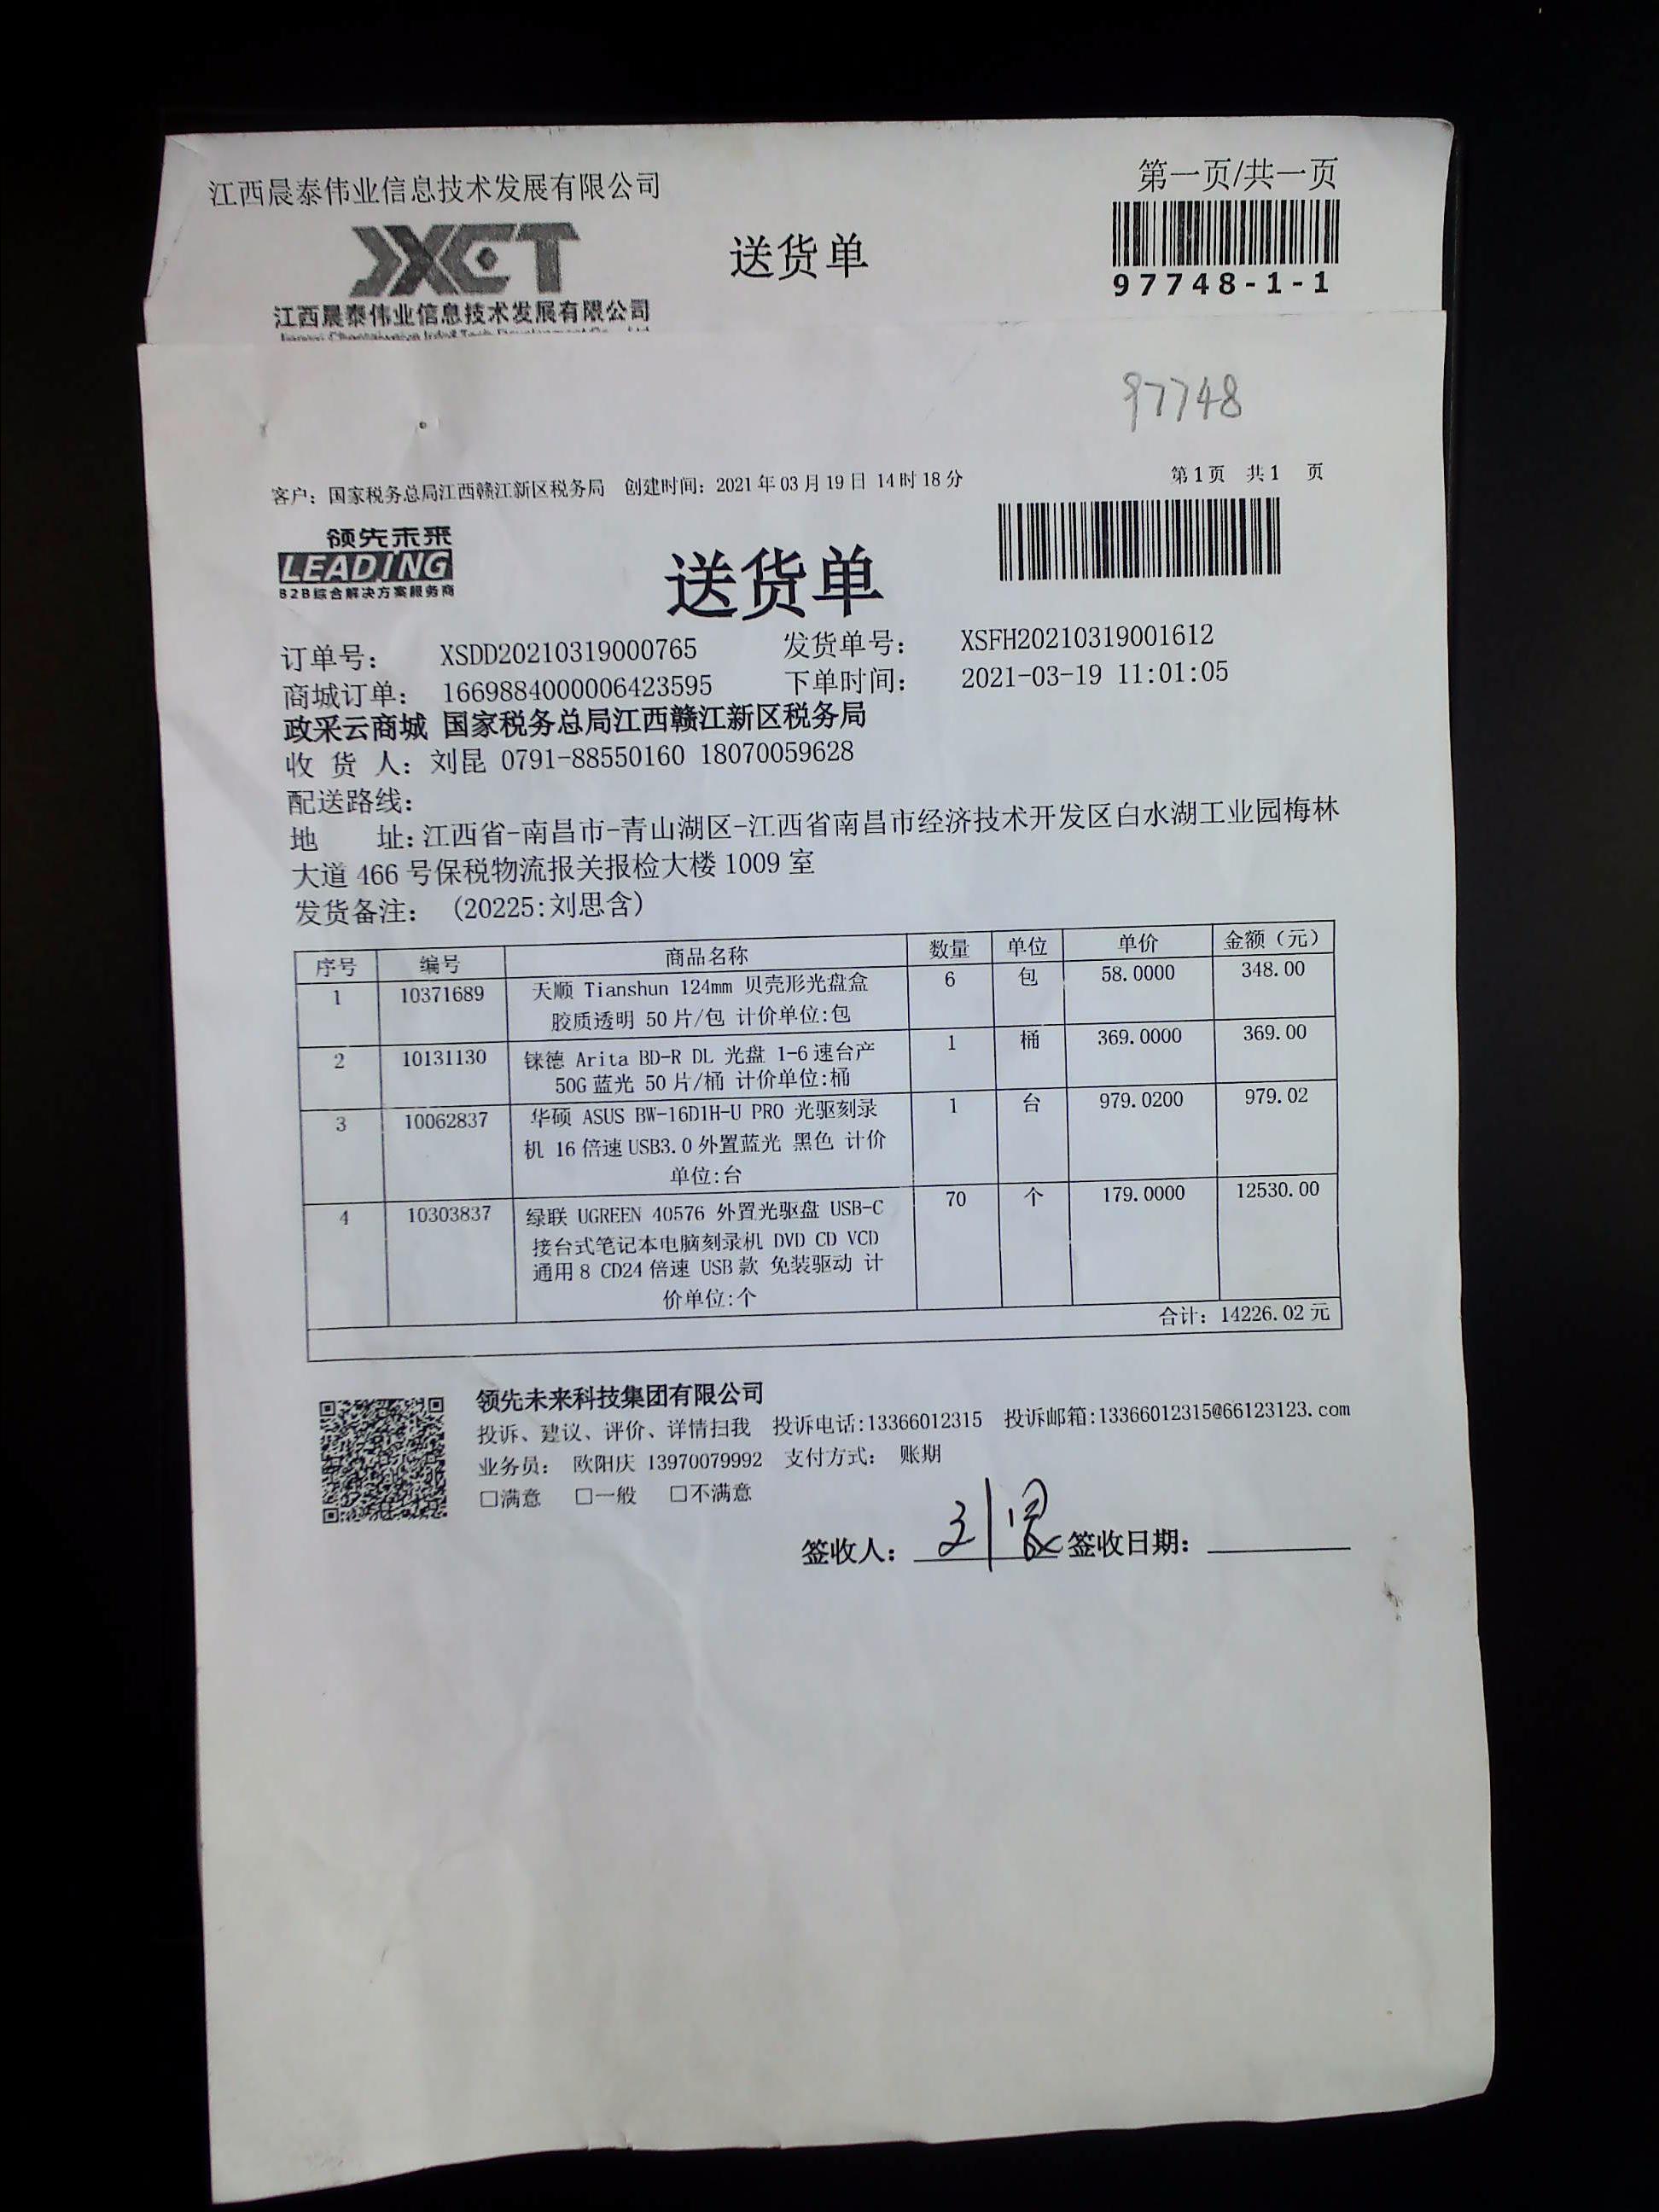 江西晨泰伟业信息技术发展有限公司
第一页/共一页
JXCT
送货单
97748-1-1
江西晨泰伟业信息技术发展有限公司
97748
客户：国家税务总局江西赣江新区税务局 创建时间：2021年03月19日 14时18分
第1页 共1 页
领先未来
LEADING
B2B综合解决方案服务商
送货单
订单号： XSDD20210319000765 发货单号： XSFH20210319001612
商城订单： 1669884000006423595 下单时间： 2021-03-19 11:01:05
政采云商城 国家税务总局江西赣江新区税务局
收 货 人：刘昆 0791-88550160 18070059628
配送路线：
地 址：江西省-南昌市-青山湖区-江西省南昌市经济技术开发区白水湖工业园梅林
大道466号保税物流报关报检大楼1009室
发货备注： (20225:刘思含)
序号 编号 商品名称 数量 单位 单价 金额（元）
1 10371689 天顺 Tianshun 124mm 贝壳形光盘盒 6 包 58.0000 348.00
胶质透明 50片/包 计价单位:包
2 10131130 铼德 Arita BD-R DL 光盘 1-6速台产 1 桶 369.0000 369.00
50G蓝光 50片/桶 计价单位:桶
3 10062837 华硕 ASUS BW-16D1H-U PRO 光驱刻录 1 台 979.0200 979.02
机 16倍速USB3.0外置蓝光 黑色 计价
单位:台
4 10303837 绿联 UGREEN 40576 外置光驱盘 USB-C 70 个 179.0000 12530.00
接台式笔记本电脑刻录机 DVD CD VCD
通用8 CD24倍速 USB款 免装驱动 计
价单位:个
合计：14226.02元
领先未来科技集团有限公司
投诉、建议、评价、详情扫我 投诉电话:13366012315 投诉邮箱:13366012315@66123123.com
业务员： 欧阳庆 13970079992 支付方式： 账期
□满意 □一般 □不满意
签收人： 刘昆 签收日期：